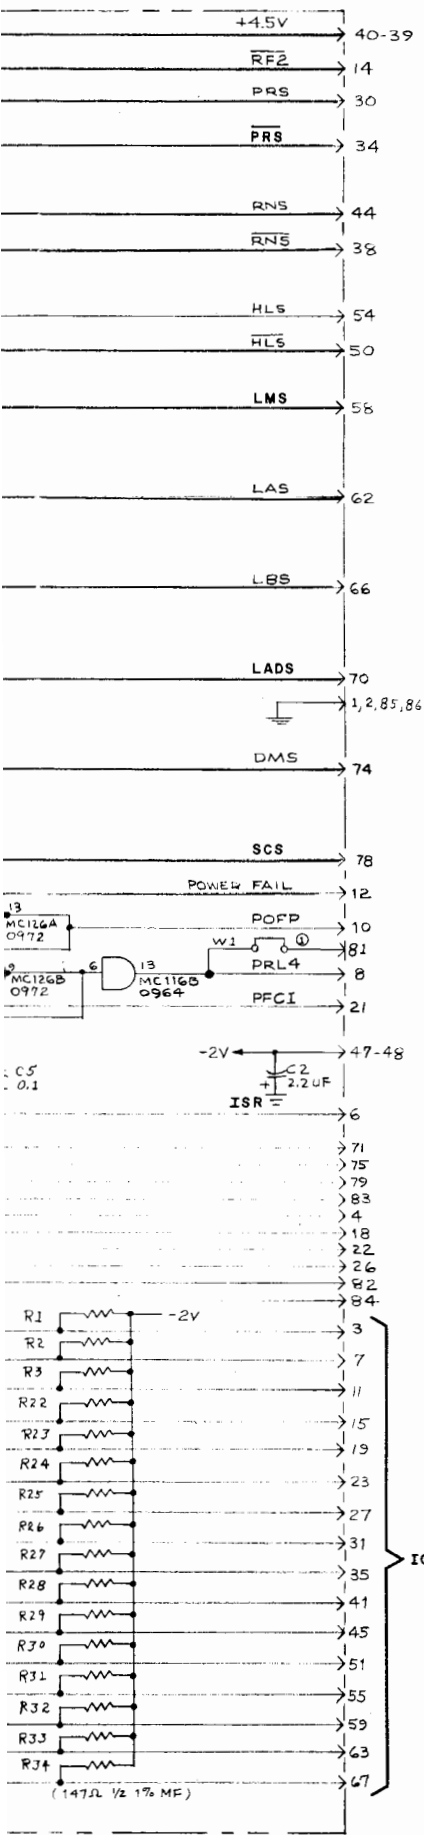 +4.5V 40-39
RF2 14
PRS 30
PRS 34
RNS 44
RNS 38
HLS 54
HLS 50
LMS 58
LAS 62
LBS 66
LADS 70
1,2,85,86
DMS 74
SCS 78
POWER FAIL 12
13
MC126A
0972
POFP 10
W1 ① 81
9
MC126B
0972
6
13
MC116B
0964
PRL4 8
PFCI 21
-2V 47-48
C5
0.1
C2
+ 2.2UF
ISR 6
71
75
79
83
4
18
22
26
82
84
R1 -2V 3
R2 7
R3 11
R22 15
R23 19
R24 23
R25 27
R26 31
R27 35
IO
R28 41
R29 45
R30 51
R31 55
R32 59
R33 63
R34 67
(147Ω 1/2 1% MF)